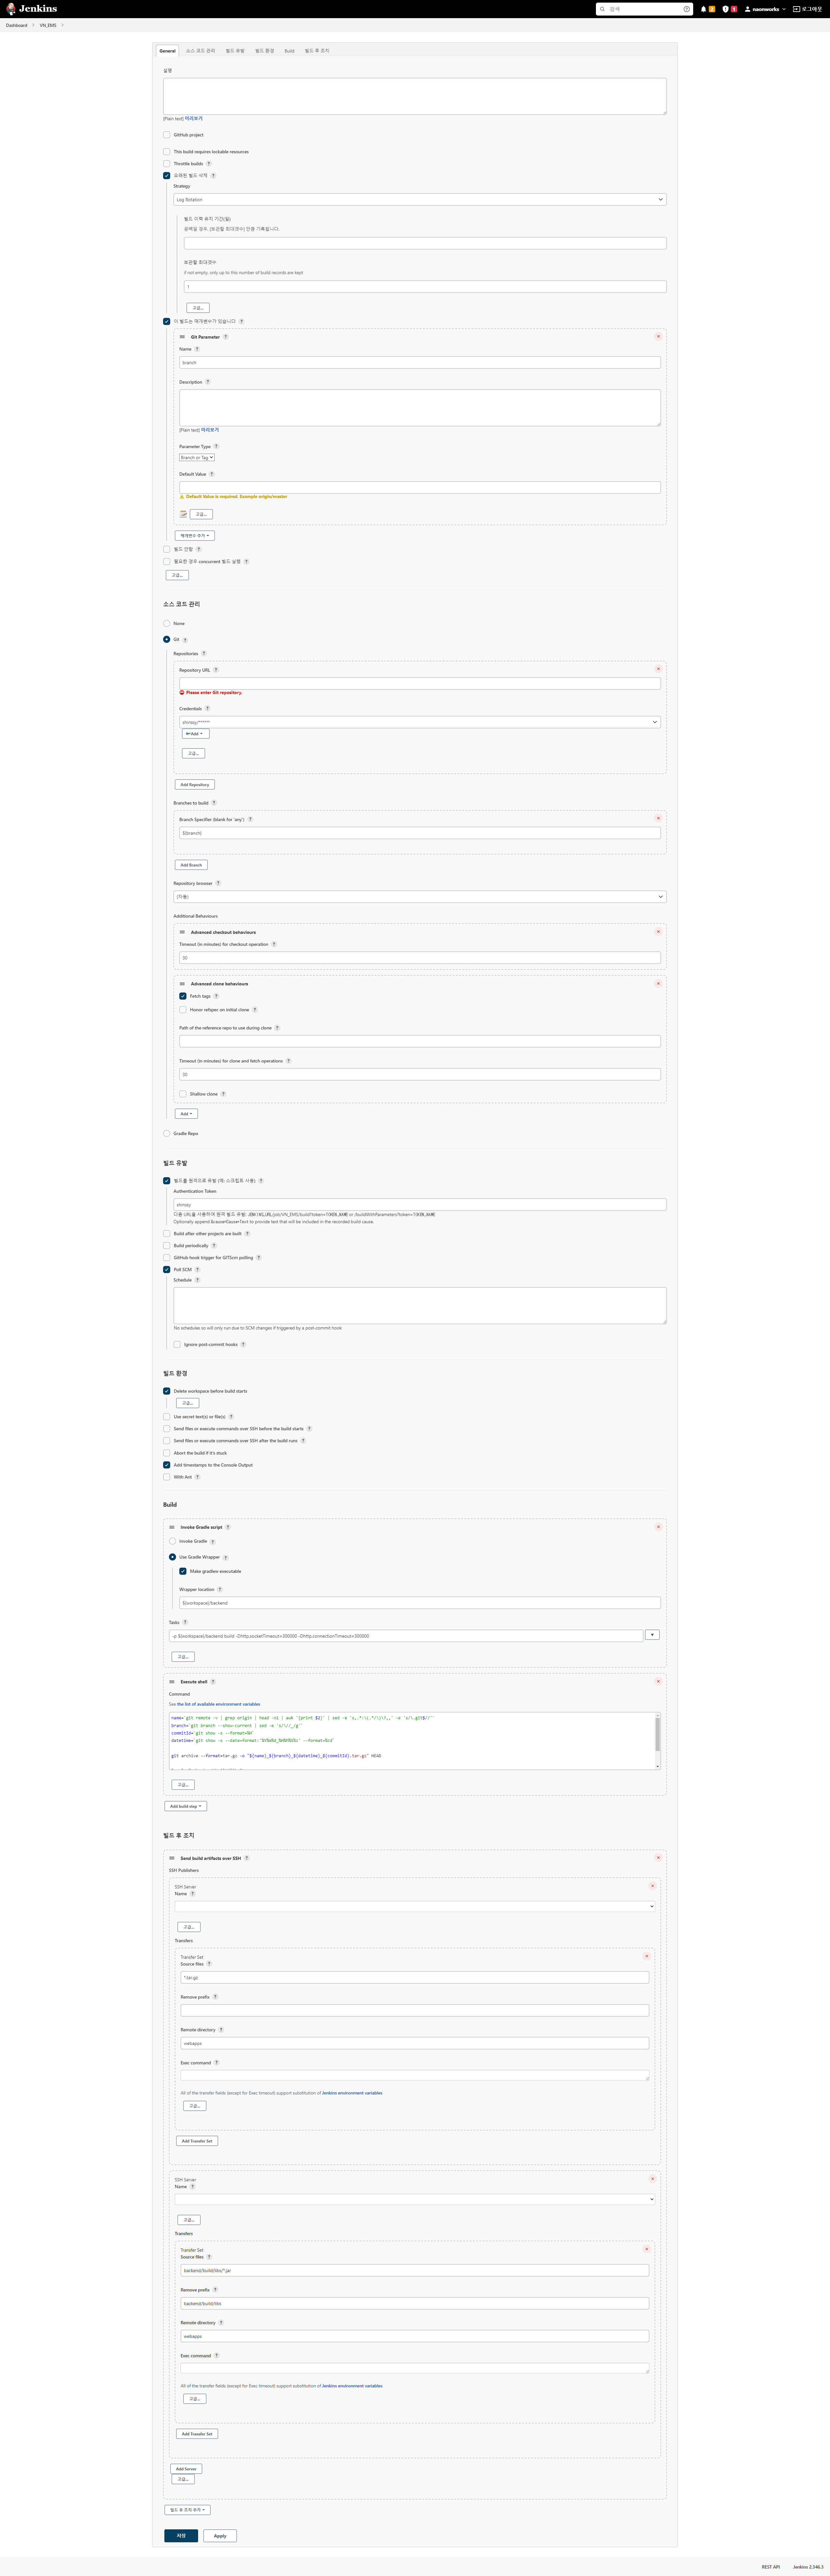 Jenkins
검색
2
1
naonworks
로그아웃
Dashboard
VN_EMS
General
소스 코드 관리
빌드 유발
빌드 환경
Build
빌드 후 조치
설명
[Plain text] 미리보기
GitHub project
This build requires lockable resources
Throttle builds ?
오래된 빌드 삭제 ?
Strategy
Log Rotation
빌드 이력 유지 기간(일)
공백일 경우, [보관할 최대갯수] 만큼 기록됩니다.
보관할 최대갯수
if not empty, only up to this number of build records are kept
1
고급...
이 빌드는 매개변수가 있습니다 ?
Git Parameter ?
Name ?
branch
Description ?
[Plain text] 미리보기
Parameter Type ?
Branch or Tag
Default Value ?
Default Value is required. Example origin/master
고급...
매개변수 추가
빌드 안함 ?
필요한 경우 concurrent 빌드 실행 ?
고급...
소스 코드 관리
None
Git ?
Repositories ?
Repository URL ?
Please enter Git repository.
Credentials ?
shinssy/******
Add
고급...
Add Repository
Branches to build ?
Branch Specifier (blank for 'any') ?
${branch}
Add Branch
Repository browser ?
(자동)
Additional Behaviours
Advanced checkout behaviours
Timeout (in minutes) for checkout operation ?
30
Advanced clone behaviours
Fetch tags ?
Honor refspec on initial clone ?
Path of the reference repo to use during clone ?
Timeout (in minutes) for clone and fetch operations ?
30
Shallow clone ?
Add
Gradle Repo
빌드 유발
빌드를 원격으로 유발 (예: 스크립트 사용) ?
Authentication Token
shinssy
다음 URL을 사용하여 원격 빌드 유발: JENKINS_URL/job/VN_EMS/build?token=TOKEN_NAME or /buildWithParameters?token=TOKEN_NAME
Optionally append &cause=Cause+Text to provide text that will be included in the recorded build cause.
Build after other projects are built ?
Build periodically ?
GitHub hook trigger for GITScm polling ?
Poll SCM ?
Schedule ?
No schedules so will only run due to SCM changes if triggered by a post-commit hook
Ignore post-commit hooks ?
빌드 환경
Delete workspace before build starts
고급...
Use secret text(s) or file(s) ?
Send files or execute commands over SSH before the build starts ?
Send files or execute commands over SSH after the build runs ?
Abort the build if it's stuck
Add timestamps to the Console Output
With Ant ?
Build
Invoke Gradle script ?
Invoke Gradle ?
Use Gradle Wrapper ?
Make gradlew executable
Wrapper location ?
${workspace}/backend
Tasks ?
-p ${workspace}/backend build -Dhttp.socketTimeout=300000 -Dhttp.connectionTimeout=300000
고급...
Execute shell ?
Command
See the list of available environment variables
branch=`git branch --show-current | sed -e 's/\//_/g'`
commitId=`git show -s --format=%H`
git archive --format=tar.gz -o "${name}_${branch}_${datetime}_${commitId}.tar.gz" HEAD
고급...
Add build step
빌드 후 조치
Send build artifacts over SSH ?
SSH Publishers
SSH Server
Name ?
고급...
Transfers
Transfer Set
Source files ?
*.tar.gz
Remove prefix ?
Remote directory ?
webapps
Exec command ?
All of the transfer fields (except for Exec timeout) support substitution of Jenkins environment variables
고급...
Add Transfer Set
SSH Server
Name ?
고급...
Transfers
Transfer Set
Source files ?
backend/build/libs/*.jar
Remove prefix ?
backend/build/libs
Remote directory ?
webapps
Exec command ?
All of the transfer fields (except for Exec timeout) support substitution of Jenkins environment variables
고급...
Add Transfer Set
Add Server
고급...
빌드 후 조치 추가
저장
Apply
REST API
Jenkins 2.346.3